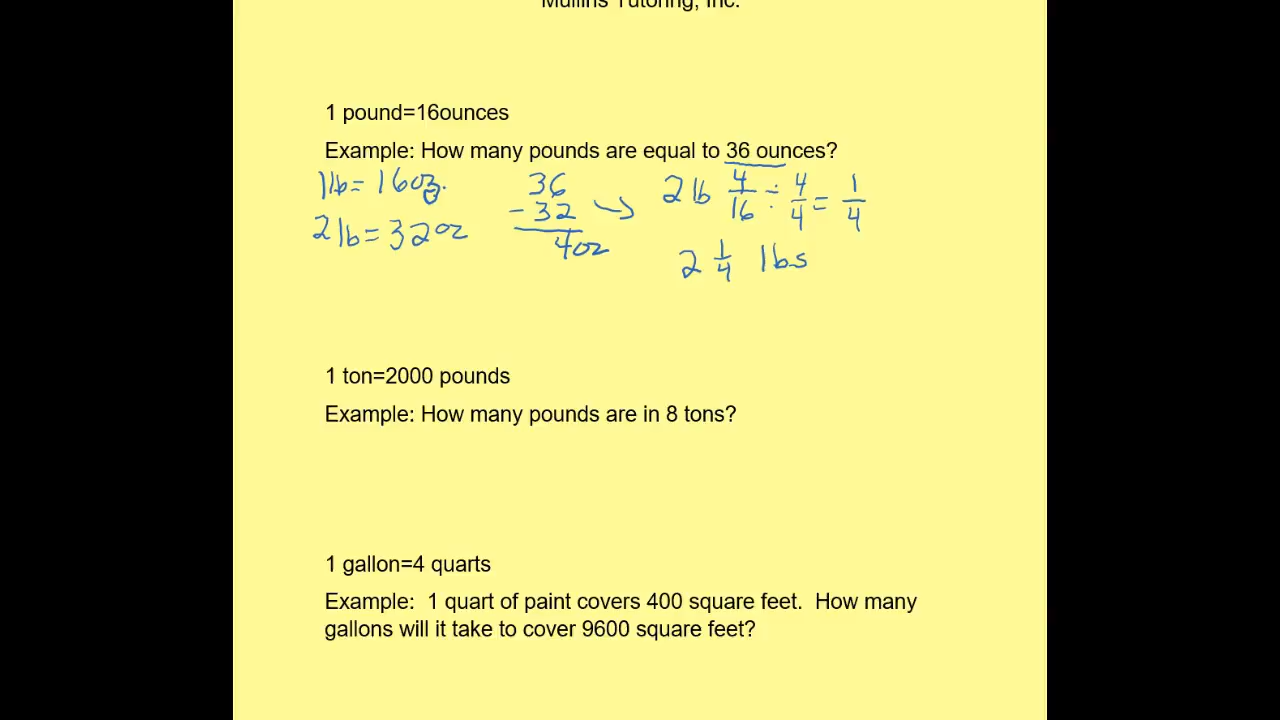 Mullins Tutoring, Inc.
1 pound=16ounces
Example: How many pounds are equal to 36 ounces?
1lb = 16oz.
2lb = 32oz
36
- 32
4oz
2 lb 4/16 ÷ 4/4 = 1/4
2 1/4 lbs
1 ton=2000 pounds
Example: How many pounds are in 8 tons?
1 gallon=4 quarts
Example:  1 quart of paint covers 400 square feet.  How many
gallons will it take to cover 9600 square feet?